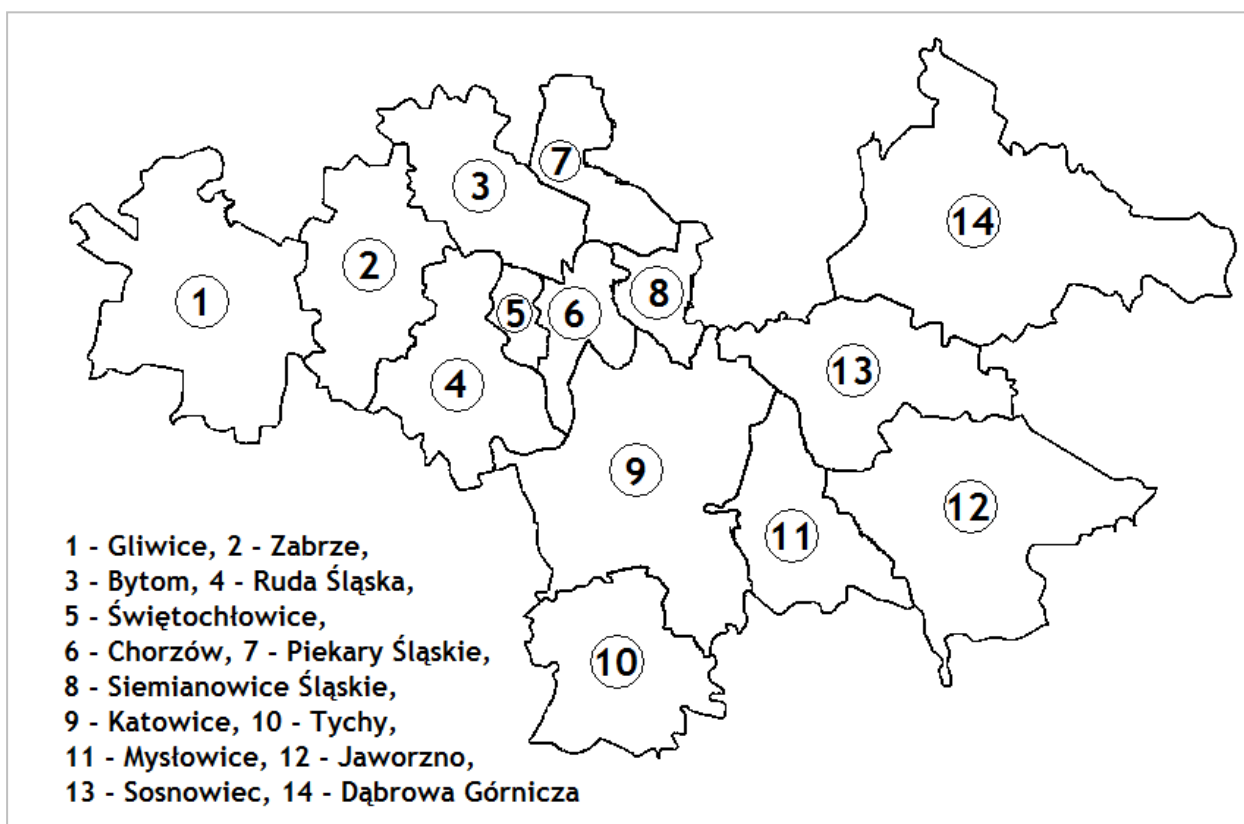 7
3
14
2
8
1
5
6
13
4
9
12
11
10
1 - Gliwice, 2 - Zabrze,
3 - Bytom, 4 - Ruda Śląska,
5 - Świętochłowice,
6 - Chorzów, 7 - Piekary Śląskie,
8 - Siemianowice Śląskie,
9 - Katowice, 10 - Tychy,
11 - Mysłowice, 12 - Jaworzno,
13 - Sosnowiec, 14 - Dąbrowa Górnicza